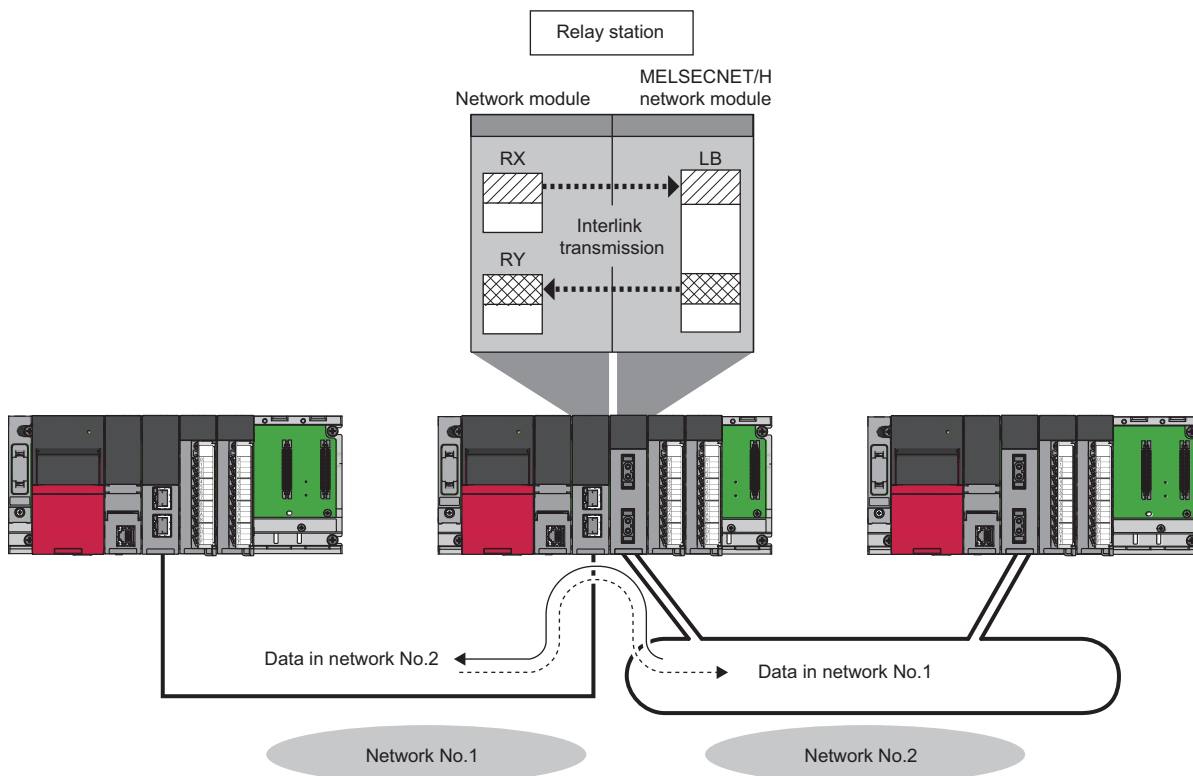 Relay station
MELSECNET/H
Network module
network module
RX
LB
Interlink
transmission
RY
Data in network No.2
Data in network No.1
Network No.1
Network No.2